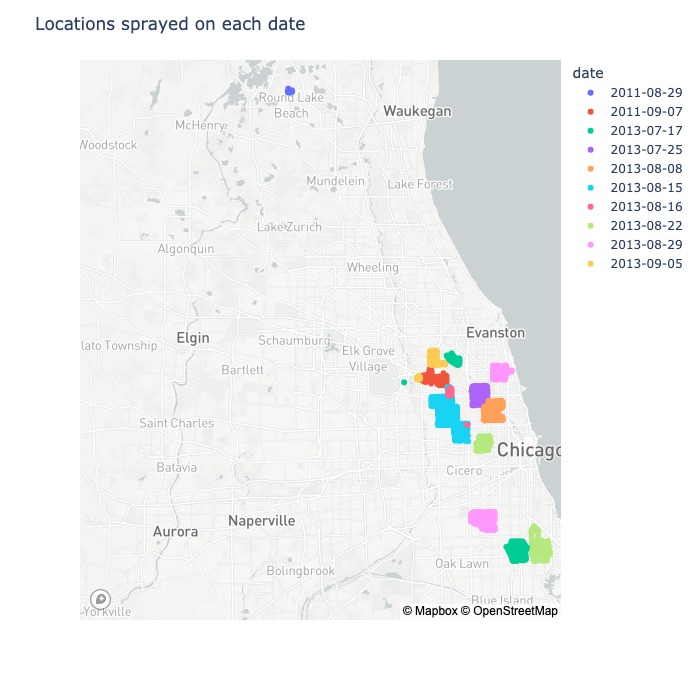 Locations sprayed on each date
date
2011-08-29
2011-09-07
2013-07-17
2013-07-25
2013-08-08
2013-08-15
2013-08-16
2013-08-22
2013-08-29
2013-09-05
Round Lake
Beach
Waukegan
McHenry
Woodstock
Mundelein
Lake Forest
Lake Zurich
Algonquin
Wheeling
Evanston
Elgin
Schaumburg
lato Township
Elk Grove
Village
Bartlett
Saint Charles
Chicago
Batavia
Cicero
Naperville
Aurora
Oak Lawn
Bolingbrook
Blue Island
Yorkville
© Mapbox © OpenStreetMap